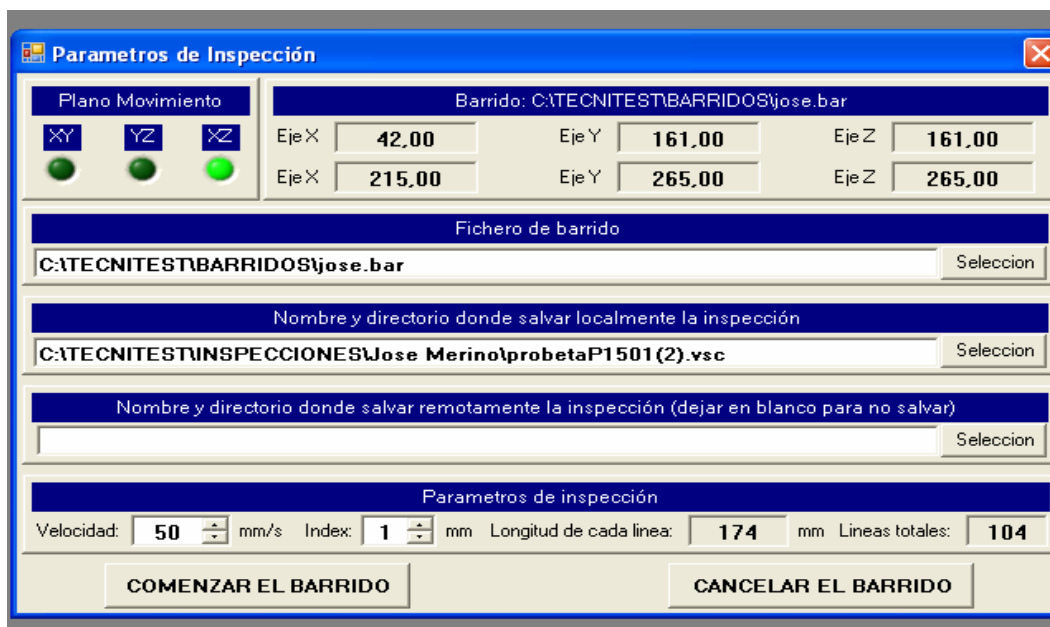 Parametros de Inspección
Plano Movimiento
Barrido: C:\TECNITEST\BARRIDOS\jose.bar
XY YZ XZ
Eje X 42,00 Eje Y 161,00 Eje Z 161,00
Eje X 215,00 Eje Y 265,00 Eje Z 265,00
Fichero de barrido
C:\TECNITEST\BARRIDOS\jose.bar Seleccion
Nombre y directorio donde salvar localmente la inspección
C:\TECNITEST\INSPECCIONES\Jose Merino\probetaP1501(2).vsc Seleccion
Nombre y directorio donde salvar remotamente la inspección (dejar en blanco para no salvar)
Seleccion
Parametros de inspección
Velocidad: 50 mm/s Index: 1 mm Longitud de cada linea: 174 mm Lineas totales: 104
COMENZAR EL BARRIDO CANCELAR EL BARRIDO